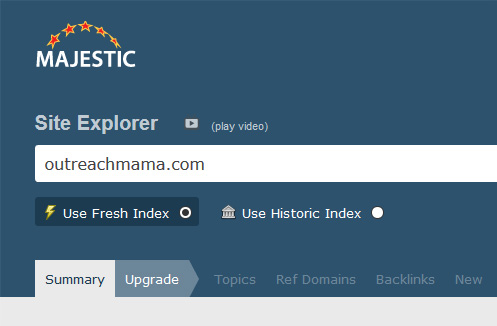 MAJESTIC
Site Explorer (play video)
outreachmama.com
Use Fresh Index Use Historic Index
Summary Upgrade Topics Ref Domains Backlinks New